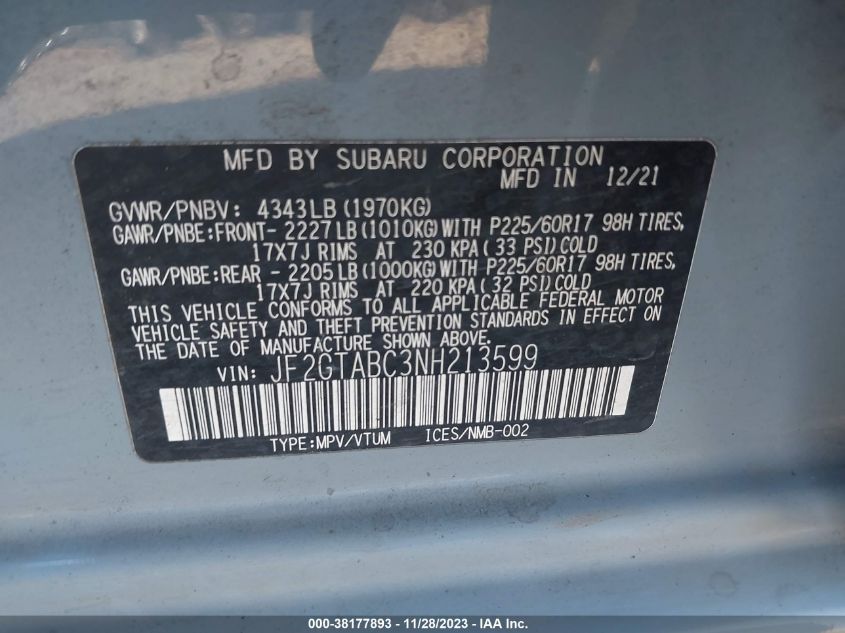 MFD BY SUBARU CORPORATION
MFD IN 12/21
GVWR/PNBV: 4343LB (1970KG)
GAWR/PNBE:FRONT- 2227 LB (1010KG) WITH P225/60R17 98H TIRES,
17X7J RIMS AT 230 KPA ( 33 PSI) COLD
GAWR/PNBE:REAR - 2205 LB (1000KG) WITH P225/60R17 98H TIRES,
17X7J RIMS AT 220 KPA ( 32 PSI) COLD
THIS VEHICLE CONFORMS TO ALL APPLICABLE FEDERAL MOTOR
VEHICLE SAFETY AND THEFT PREVENTION STANDARDS IN EFFECT ON
THE DATE OF MANUFACTURE SHOWN ABOVE.
VIN: JF2GTABC3NH213599
TYPE:MPV/VTUM ICES/NMB-002
000-38177893 - 11/28/2023 - IAA Inc.